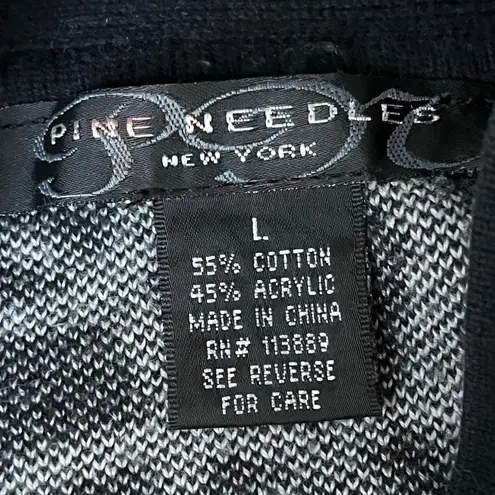 PINE NEEDLES
NEW YORK
L
55% COTTON
45% ACRYLIC
MADE IN CHINA
RN# 113889
SEE REVERSE
FOR CARE